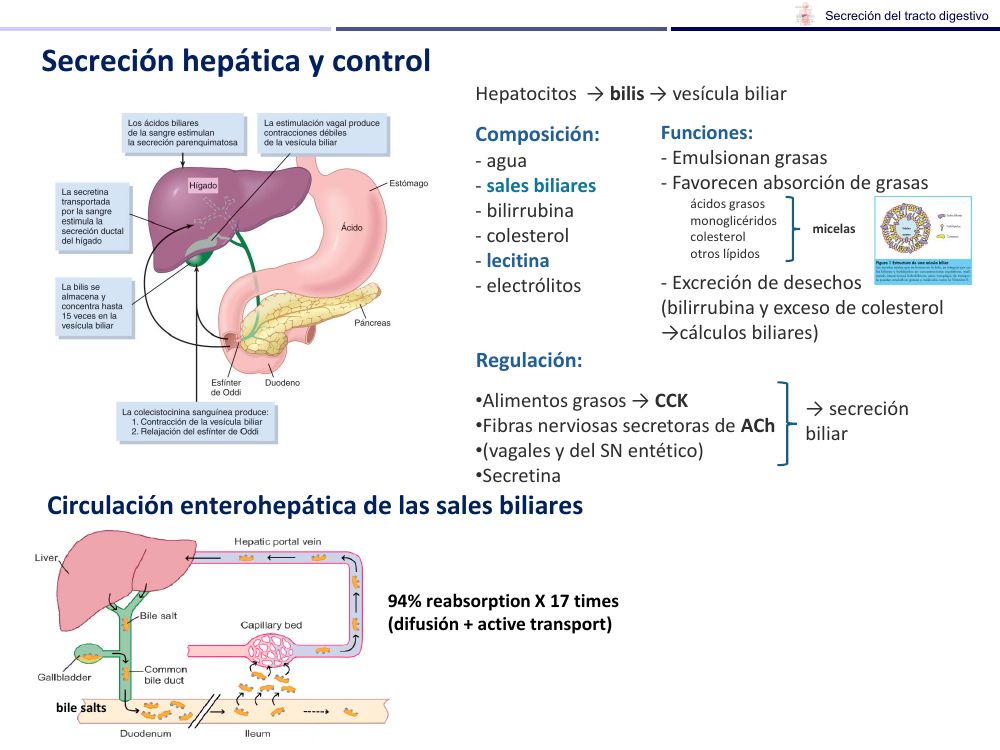 Secreción del tracto digestivo
Secreción hepática y control
Los ácidos biliares
de la sangre estimulan
la secreción parenquimatosa
La estimulación vagal produce
contracciones débiles
de la vesícula biliar
La secretina
transportada
por la sangre
estimula la
secreción ductal
del hígado
Hígado
Estómago
Ácido
La bilis se
almacena y
concentra hasta
15 veces en la
vesícula biliar
Páncreas
Esfínter
de Oddi
Duodeno
La colecistocinina sanguínea produce:
1. Contracción de la vesícula biliar
2. Relajación del esfínter de Oddi
Hepatocitos → bilis → vesícula biliar
Composición:
- agua
- sales biliares
- bilirrubina
- colesterol
- lecitina
- electrólitos
Funciones:
- Emulsionan grasas
- Favorecen absorción de grasas
ácidos grasos
monoglicéridos
colesterol
otros lípidos
micelas
- Excreción de desechos
(bilirrubina y exceso de colesterol
→cálculos biliares)
Regulación:
•Alimentos grasos → CCK
•Fibras nerviosas secretoras de ACh
•(vagales y del SN entético)
•Secretina
→ secreción
biliar
Circulación enterohepática de las sales biliares
Liver
Hepatic portal vein
Bile salt
Capillary bed
Gallbladder
Common
bile duct
bile salts
Duodenum
Ileum
94% reabsorption X 17 times
(difusión + active transport)